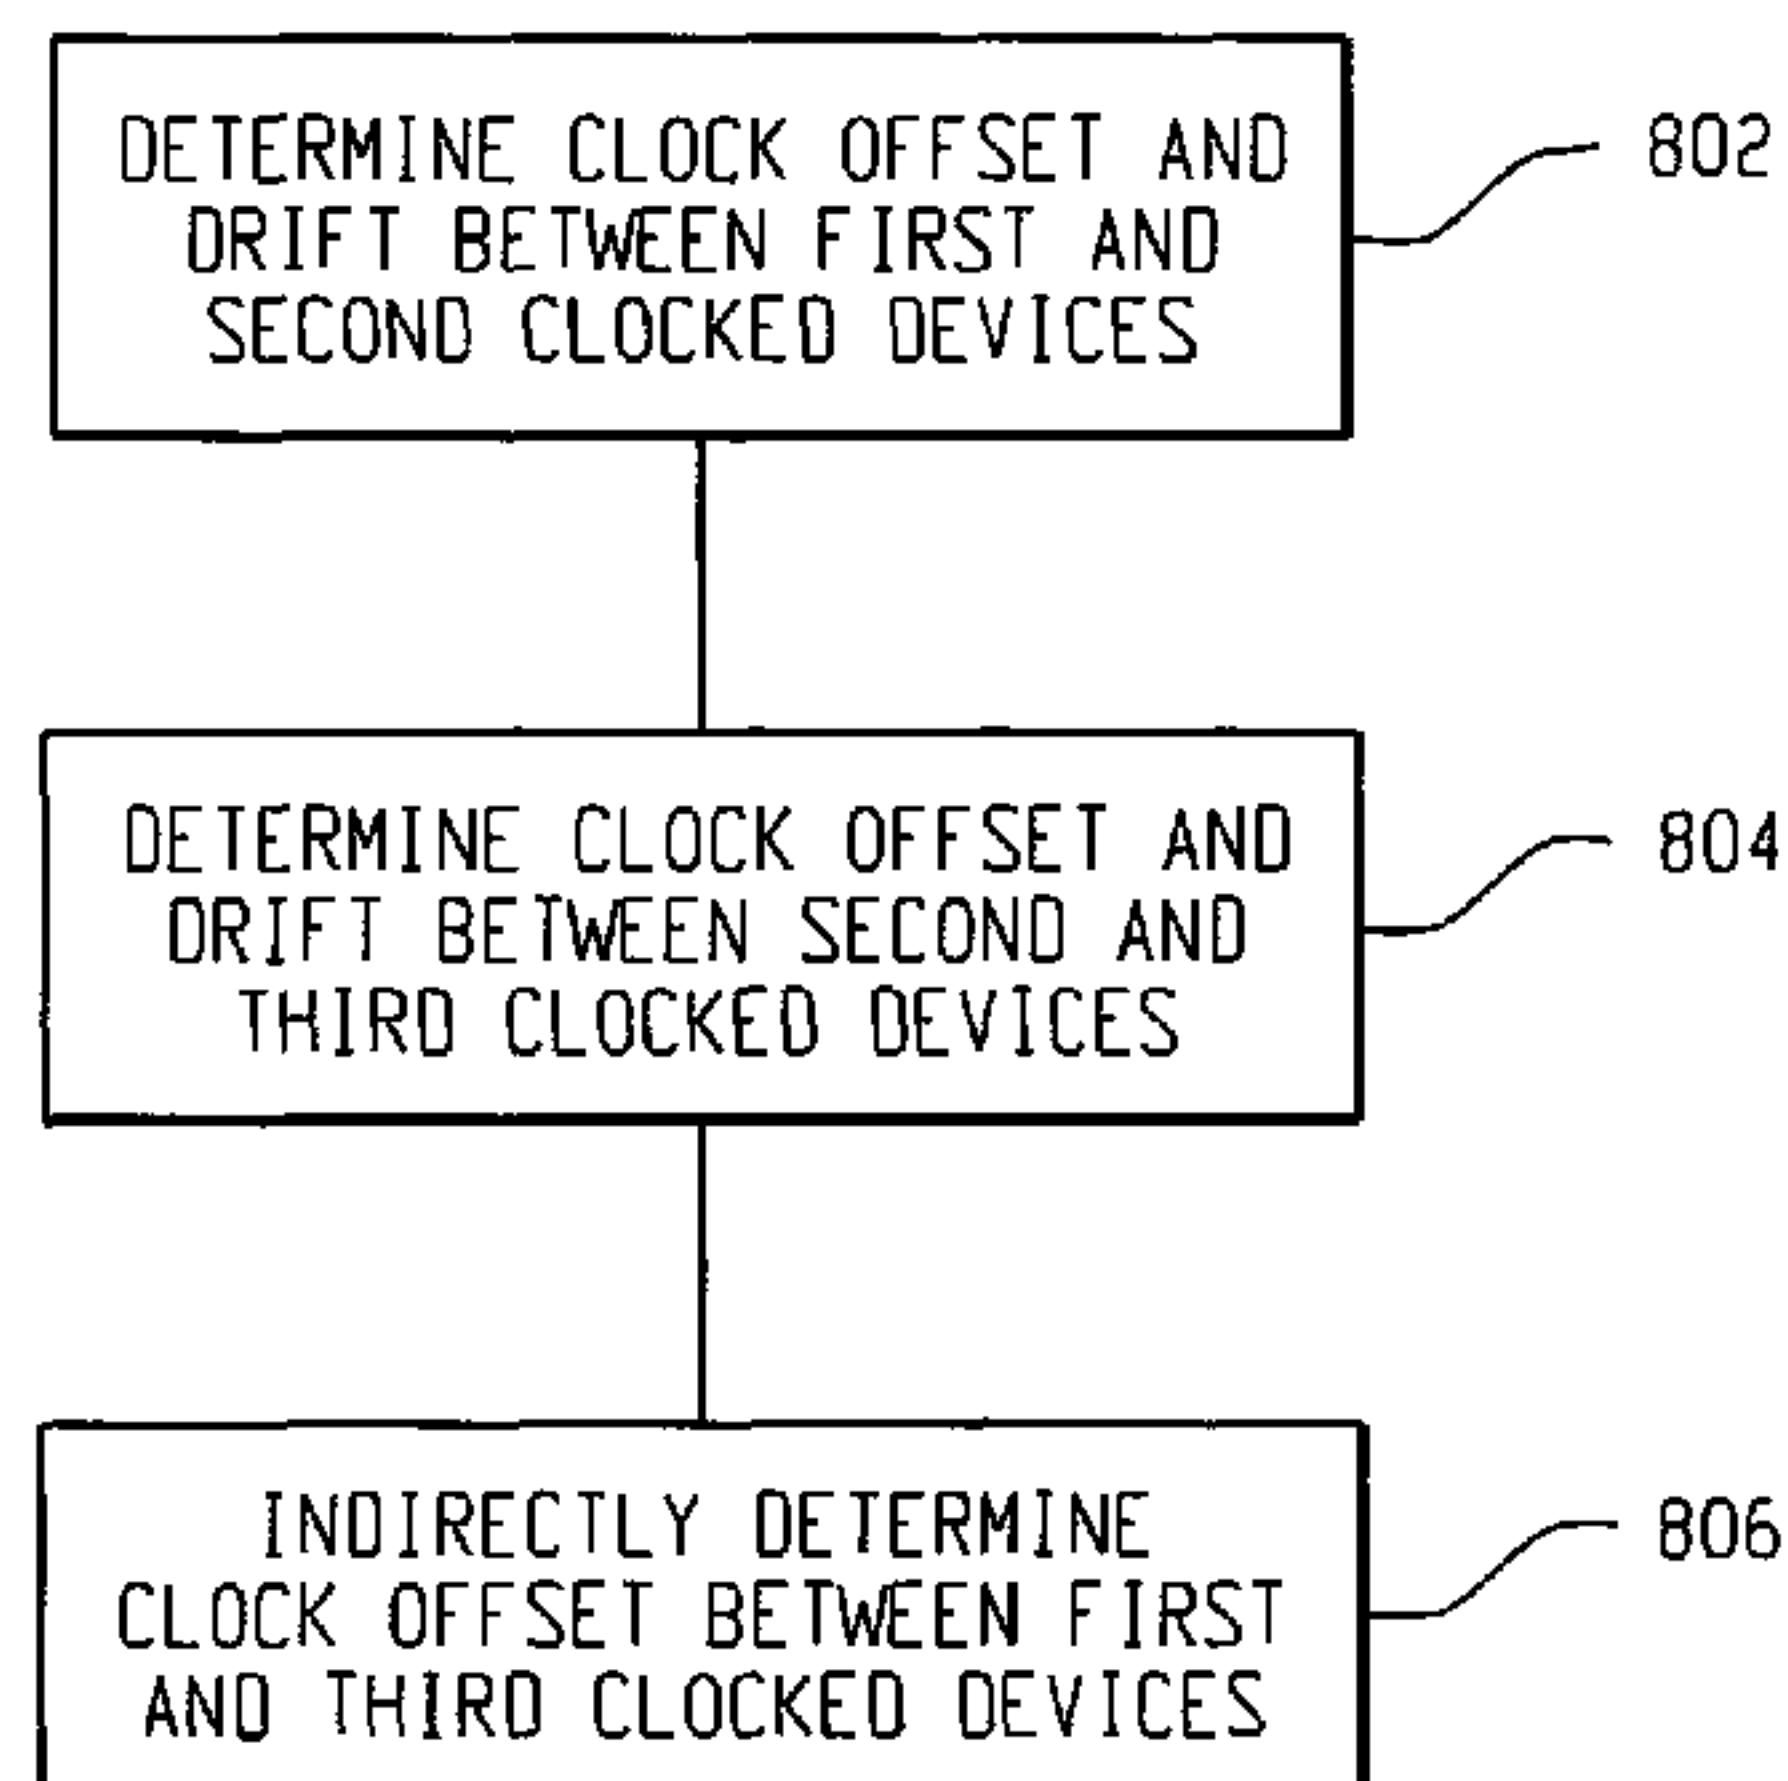 DETERMINE CLOCK OFFSET AND
DRIFT BETWEEN FIRST AND
SECOND CLOCKED DEVICES
802
DETERMINE CLOCK OFFSET AND
DRIFT BETWEEN SECOND AND
THIRD CLOCKED DEVICES
804
INDIRECTLY DETERMINE
CLOCK OFFSET BETWEEN FIRST
AND THIRD CLOCKED DEVICES
806